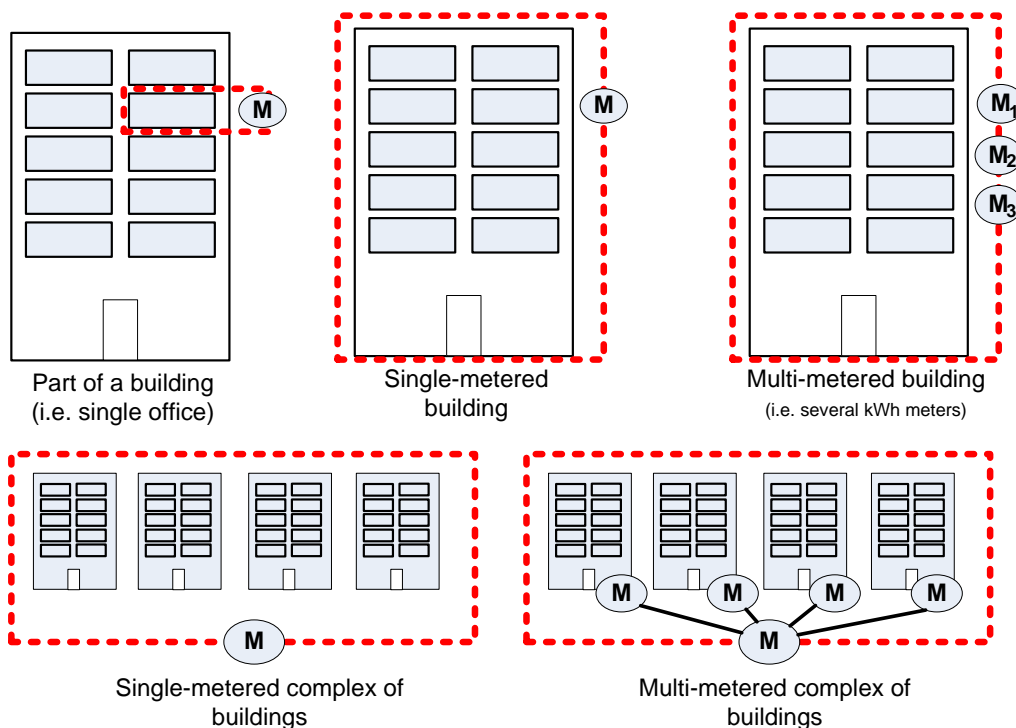 M
M
M1
M2
M3
Part of a building
(i.e. single office)
Single-metered
building
Multi-metered building
(i.e. several kWh meters)
M
M
M
M
M
M
Single-metered complex of
buildings
Multi-metered complex of
buildings